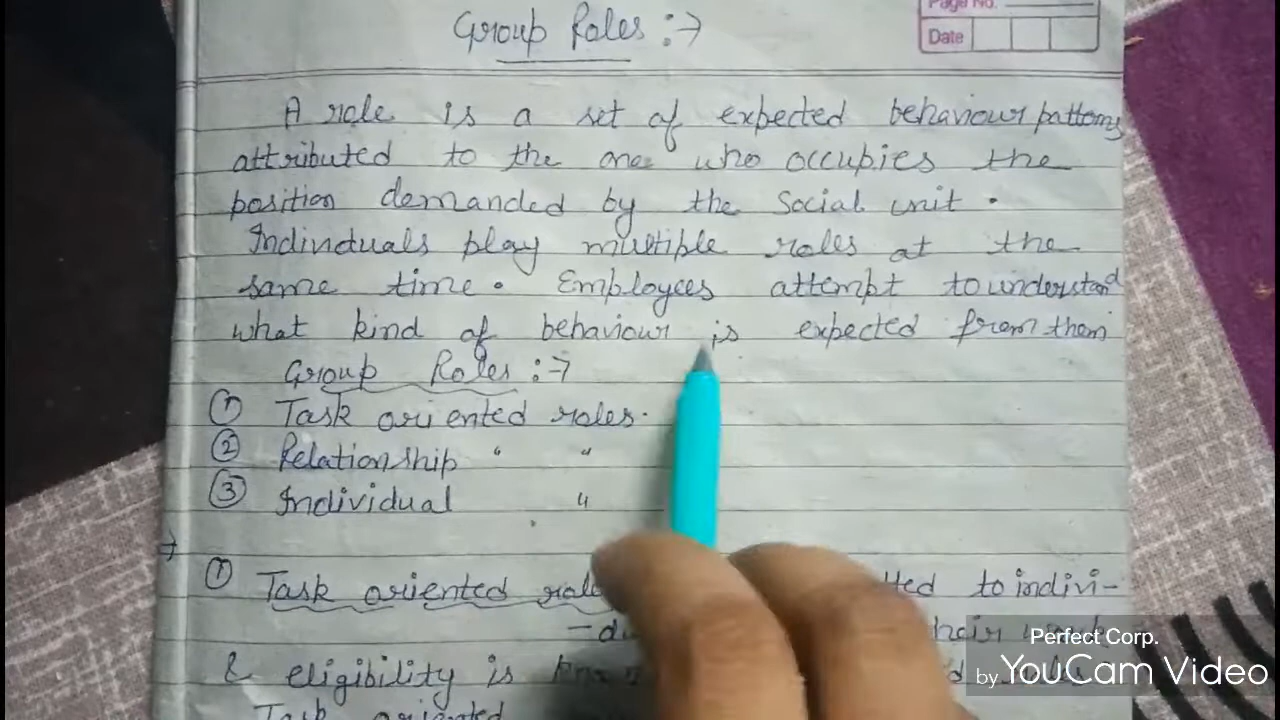 Page No.
Group Roles :→
Date
A role is a set of expected behaviour patterns
attributed to the one who occupies the
position demanded by the social unit.
Individuals play multiple roles at the
same time. Employees attempt to understand
what kind of behaviour is expected from them
Group Roles :→
① Task oriented roles.
② Relationship " "
③ Individual "
→
① Task oriented to indivi-
& eligibility is
Task oriented
Perfect Corp.
by YouCam Video